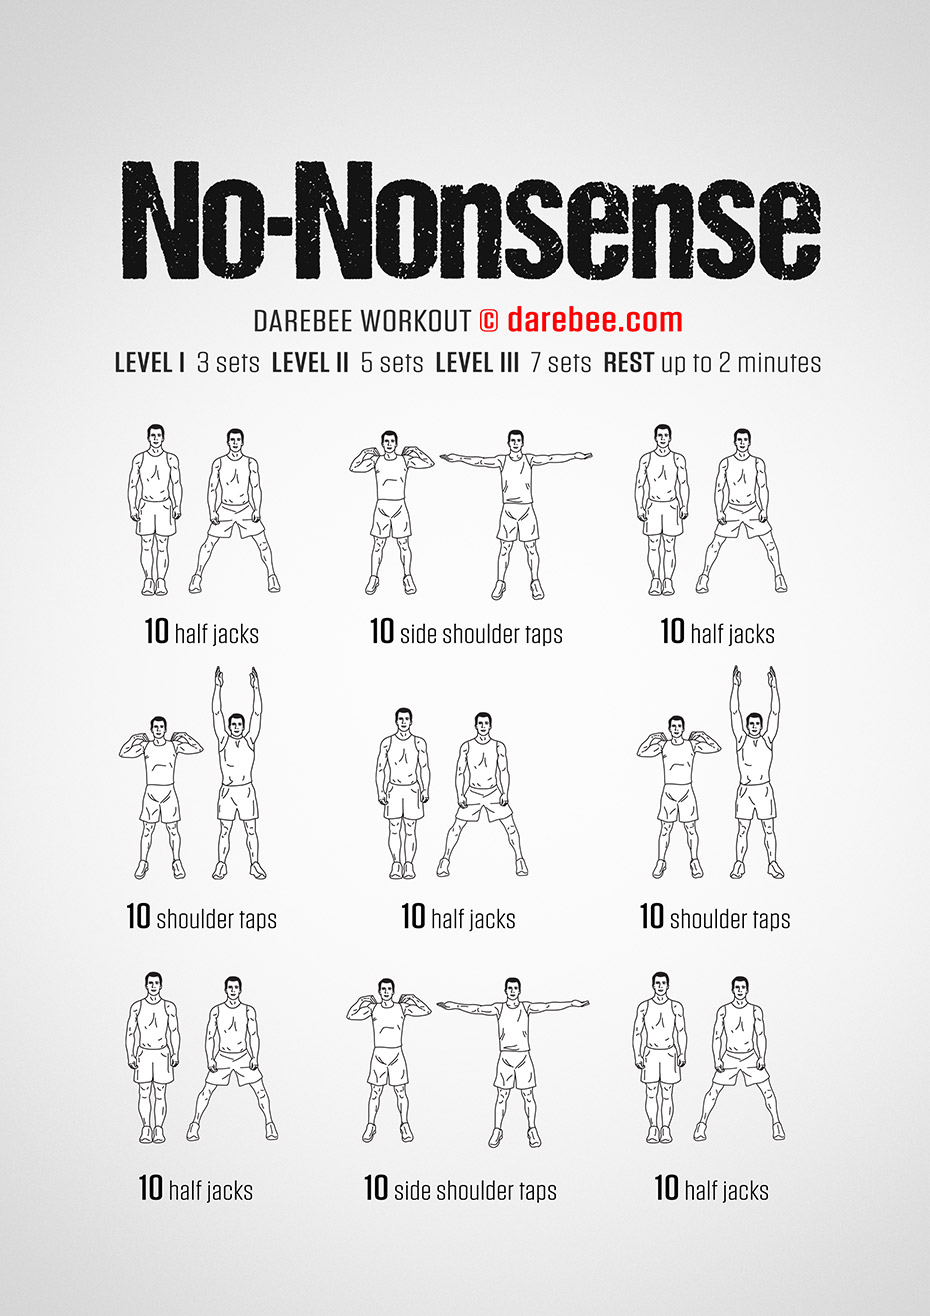 No-Nonsense
DAREBEE WORKOUT © darebee.com
LEVEL I 3 sets LEVEL II 5 sets LEVEL III 7 sets REST up to 2 minutes
10 half jacks
10 side shoulder taps
10 half jacks
10 shoulder taps
10 half jacks
10 shoulder taps
10 half jacks
10 side shoulder taps
10 half jacks